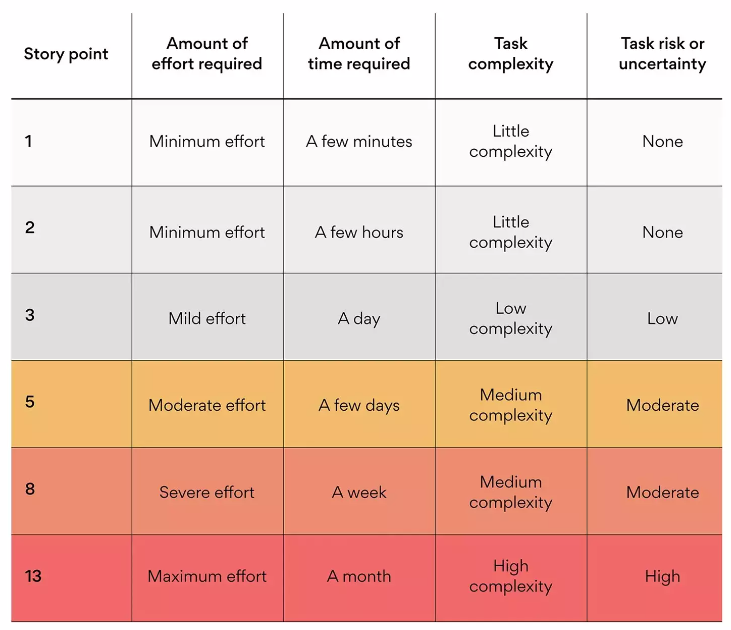 Story point
Amount of
effort required
Amount of
time required
Task
complexity
Task risk or
uncertainty
1
Minimum effort
A few minutes
Little
complexity
None
2
Minimum effort
A few hours
Little
complexity
None
3
Mild effort
A day
Low
complexity
Low
5
Moderate effort
A few days
Medium
complexity
Moderate
8
Severe effort
A week
Medium
complexity
Moderate
13
Maximum effort
A month
High
complexity
High